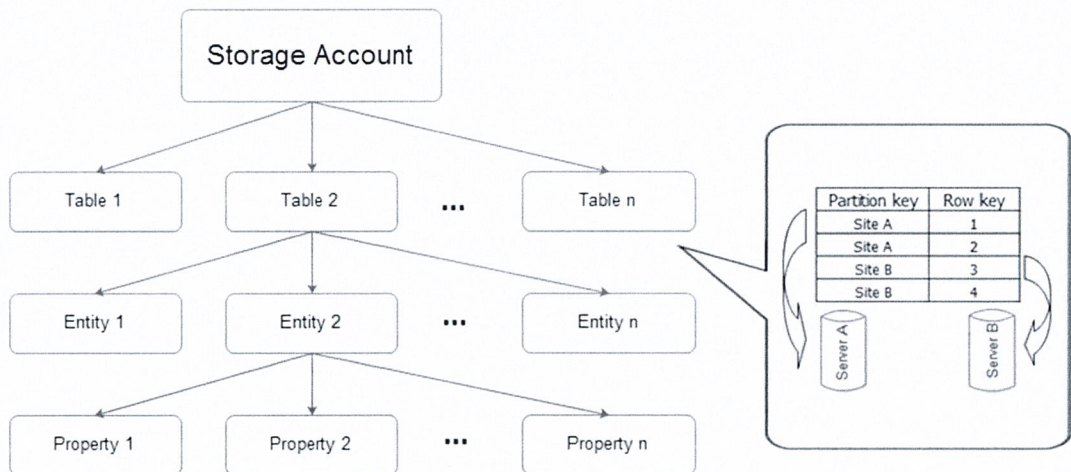 Storage Account
Table 1
Table 2
...
Table n
Entity 1
Entity 2
...
Entity n
Property 1
Property 2
...
Property n
Partition key Row key
Site A 1
Site A 2
Site B 3
Site B 4
Server A
Server B